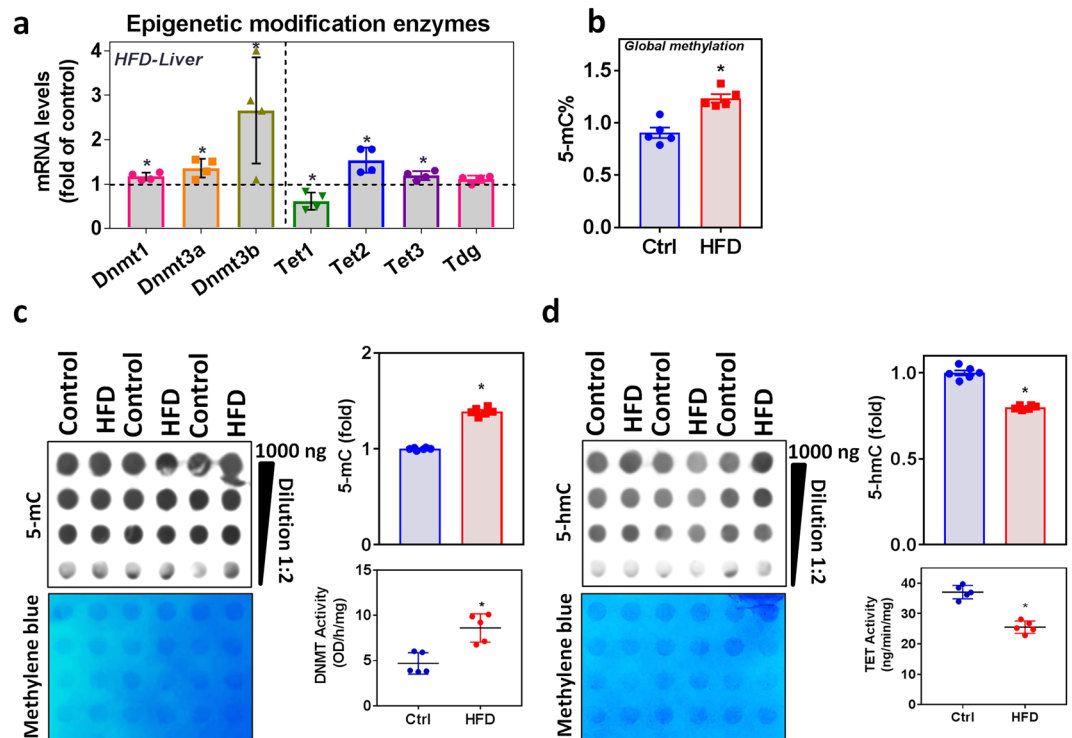 a
Epigenetic modification enzymes
HFD-Liver
mRNA levels
(fold of control)
4
3
2
1
0
*
*
*
*
*
*
Dnmt1
Dnmt3a
Dnmt3b
Tet1
Tet2
Tet3
Tdg
b
Global methylation
5-mC%
1.5
1.0
0.5
0.0
*
Ctrl
HFD
c
Control
HFD
Control
HFD
Control
HFD
5-mC
1000 ng
Dilution 1:2
Methylene blue
5-mC (fold)
2
1
0
*
DNMT Activity
(OD/h/mg)
15
10
5
0
*
Ctrl
HFD
d
Control
HFD
Control
HFD
Control
HFD
5-hmC
1000 ng
Dilution 1:2
Methylene blue
5-hmC (fold)
1.0
0.5
0.0
*
TET Activity
(ng/min/mg)
40
30
20
10
0
*
Ctrl
HFD